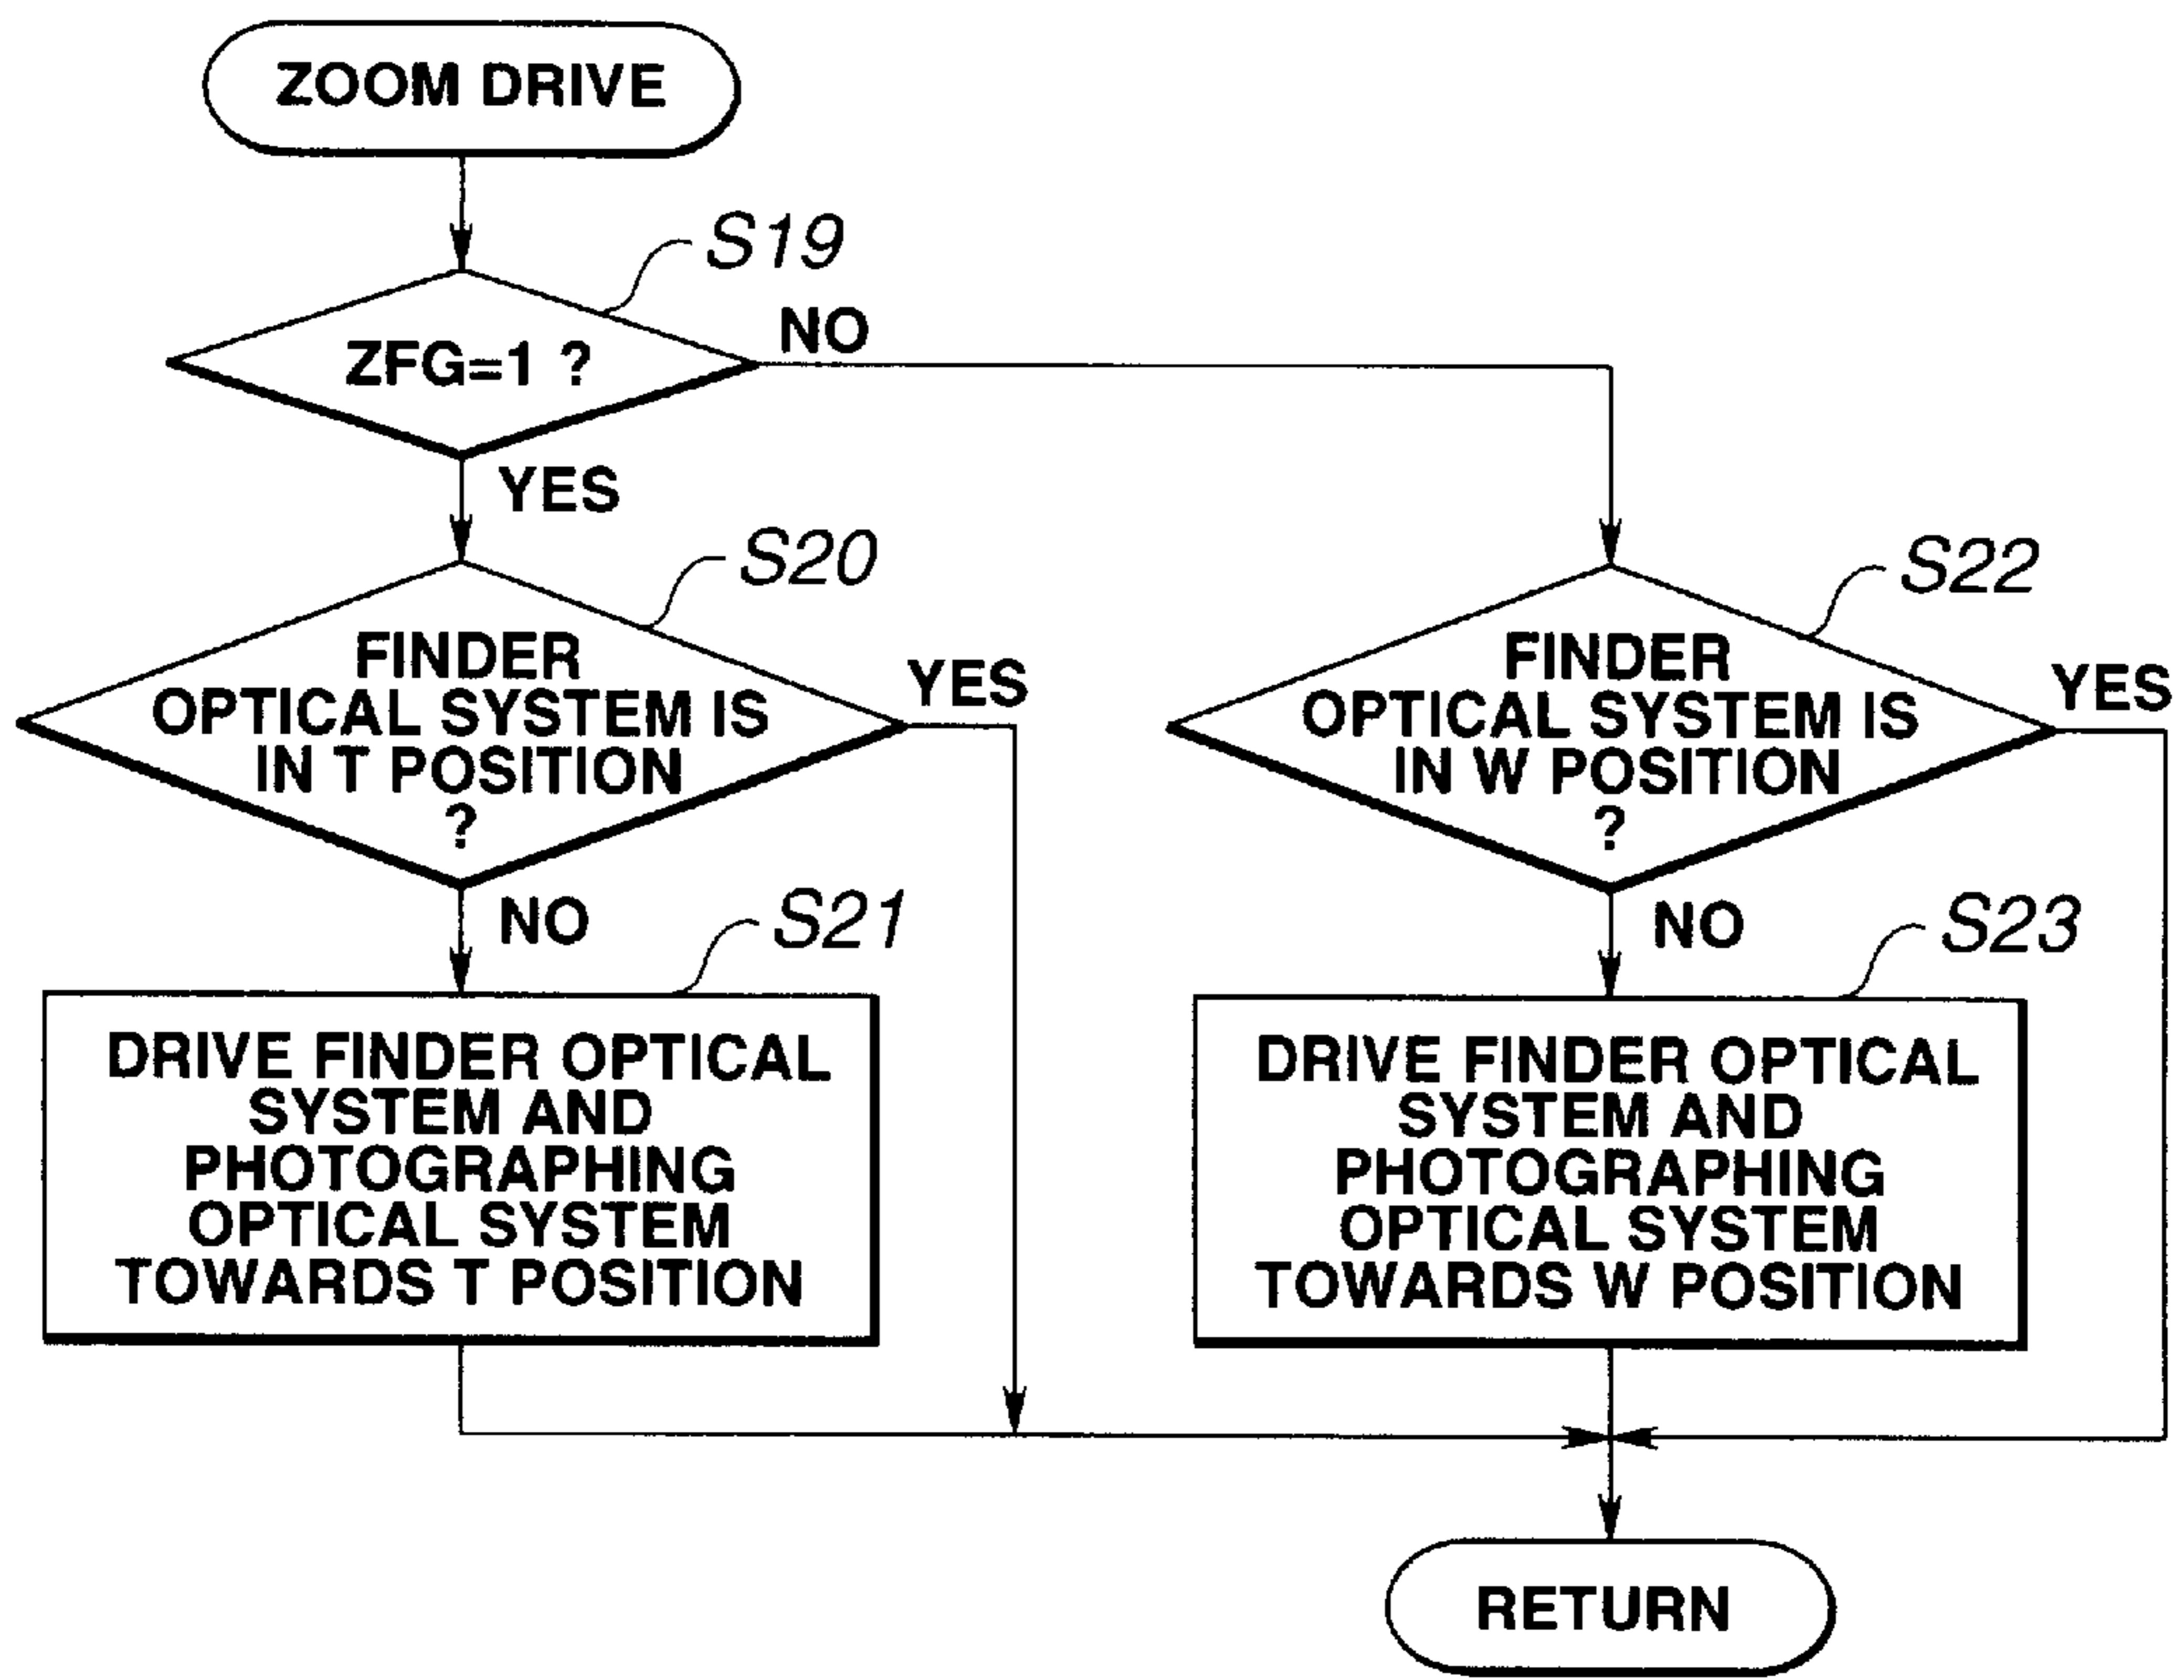 ZOOM DRIVE
S19
ZFG=1 ?
NO
YES
S20
FINDER
OPTICAL SYSTEM IS
IN T POSITION
?
YES
NO
S21
DRIVE FINDER OPTICAL
SYSTEM AND
PHOTOGRAPHING
OPTICAL SYSTEM
TOWARDS T POSITION
S22
FINDER
OPTICAL SYSTEM IS
IN W POSITION
?
YES
NO
S23
DRIVE FINDER OPTICAL
SYSTEM AND
PHOTOGRAPHING
OPTICAL SYSTEM
TOWARDS W POSITION
RETURN